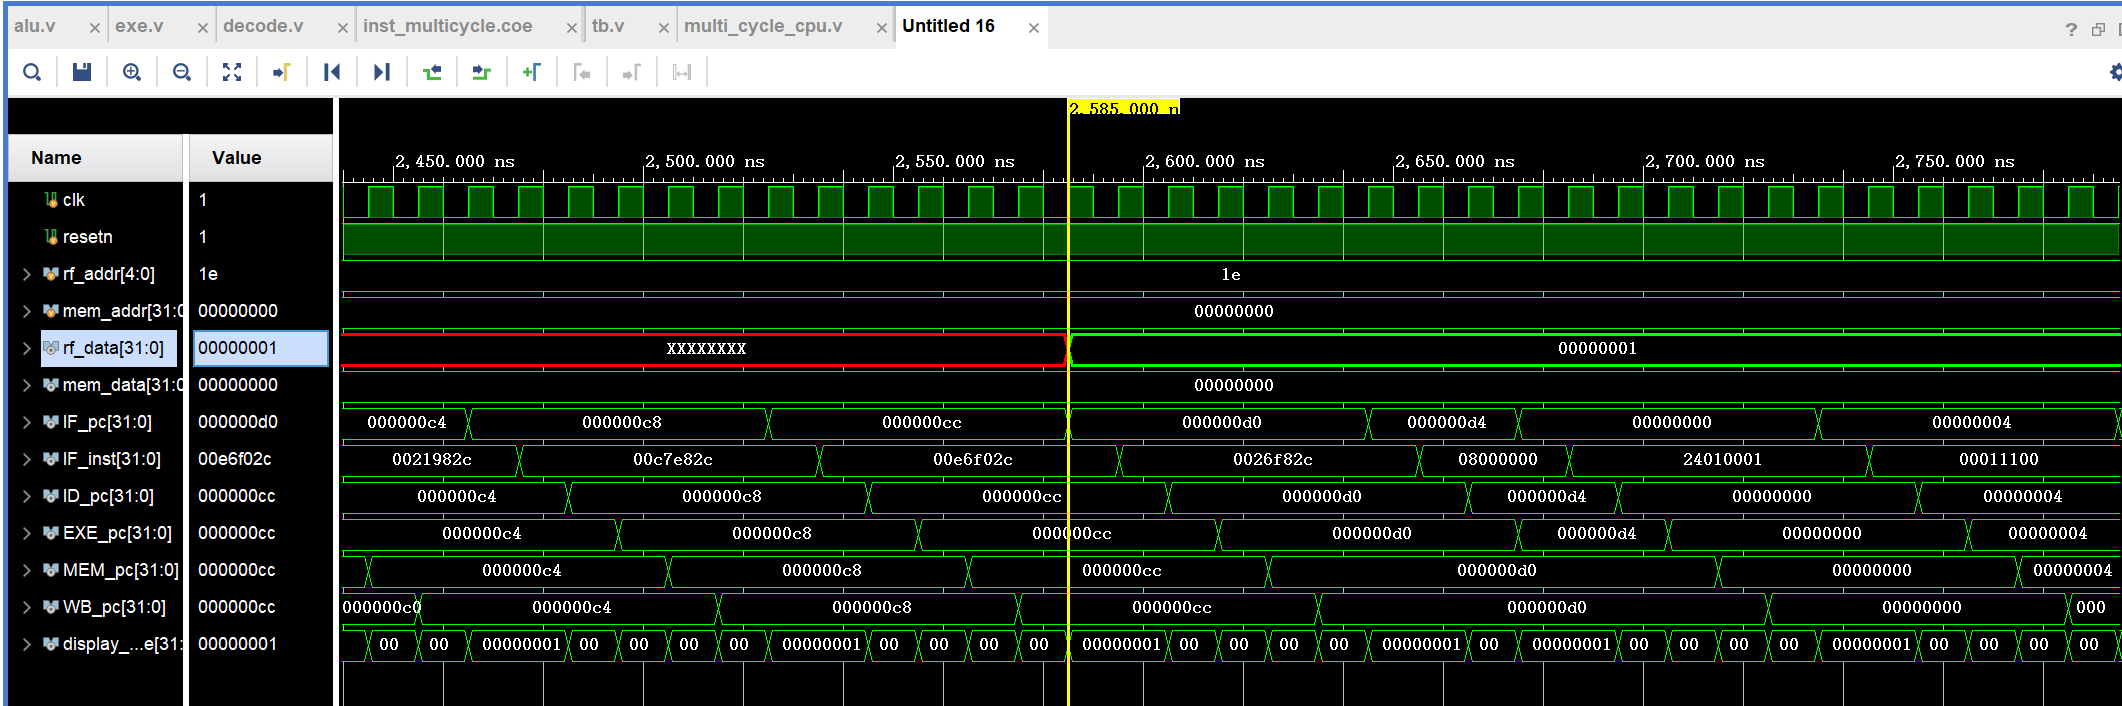 alu.v × exe.v × decode.v × inst_multicycle.coe × tb.v × multi_cycle_cpu.v × Untitled 16 ×
2,585.000 n
Name Value
2,450.000 ns 2,500.000 ns 2,550.000 ns 2,600.000 ns 2,650.000 ns 2,700.000 ns 2,750.000 ns
clk 1
resetn 1
rf_addr[4:0] 1e 1e
mem_addr[31:0 00000000 00000000
rf_data[31:0] 00000001 XXXXXXXX 00000001
mem_data[31:0 00000000 00000000
IF_pc[31:0] 000000d0 000000c4 000000c8 000000cc 000000d0 000000d4 00000000 00000004
IF_inst[31:0] 00e6f02c 0021982c 00c7e82c 00e6f02c 0026f82c 08000000 24010001 00011100
ID_pc[31:0] 000000cc 000000c4 000000c8 000000cc 000000d0 000000d4 00000000 00000004
EXE_pc[31:0] 000000cc 000000c4 000000c8 000000cc 000000d0 000000d4 00000000 00000004
MEM_pc[31:0] 000000cc 000000c4 000000c8 000000cc 000000d0 00000000 00000004
WB_pc[31:0] 000000cc 000000c0 000000c4 000000c8 000000cc 000000d0 00000000 000
display_...e[31: 00000001 00 00 00000001 00 00 00 00 00000001 00 00 00 00 00000001 00 00 00 00000001 00 00000001 00 00 00 00 00000001 00 00 00 00